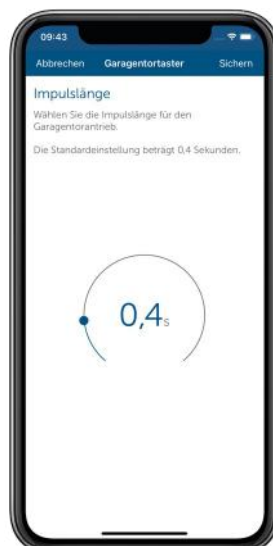 09:43
Abbrechen Garagentortaster Sichern
Impulslänge
Wählen Sie die Impulslänge für den
Garagentorantrieb.
Die Standardeinstellung beträgt 0,4 Sekunden.
0,4s